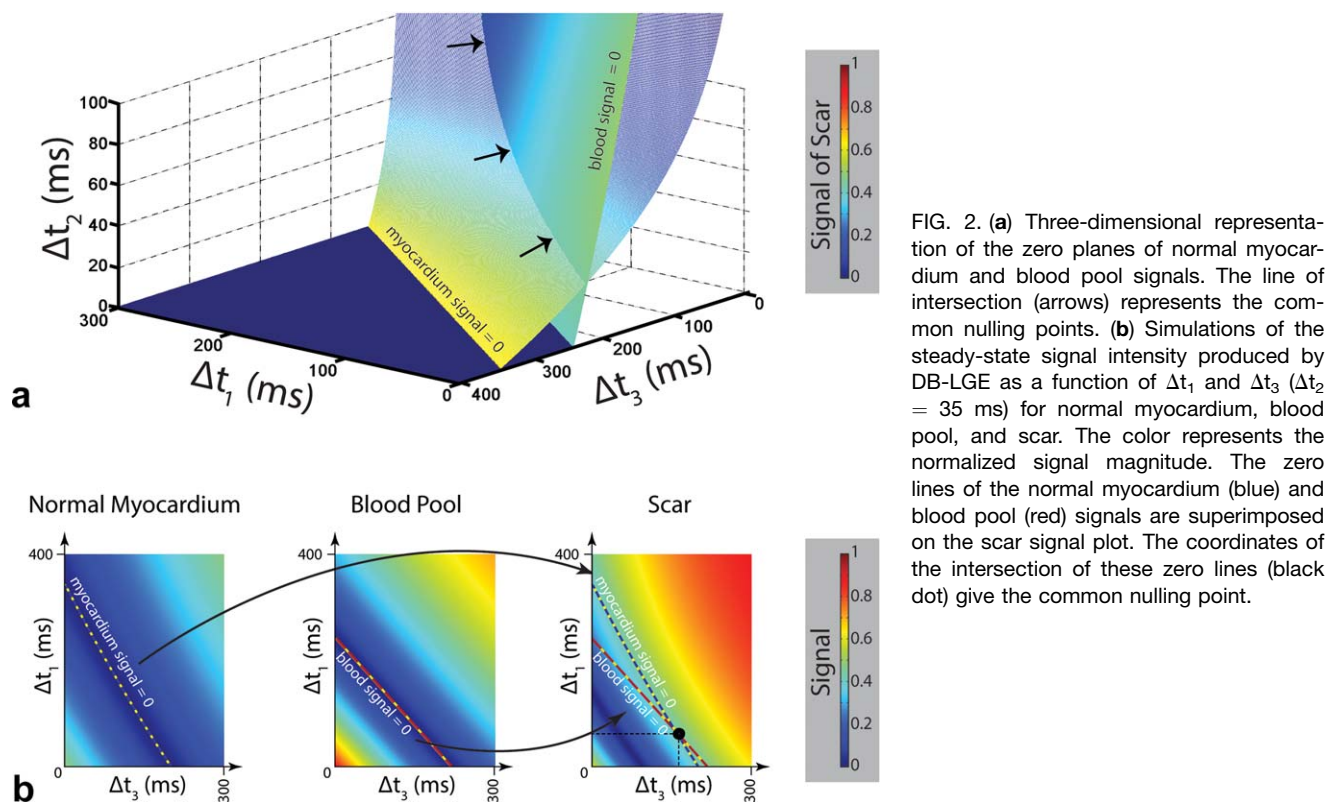 100
80
60
40
20
0
Δt2 (ms)
300
200
100
0
Δt1 (ms)
400
300
200
100
0
Δt3 (ms)
myocardium signal = 0
blood signal = 0
a
Signal of Scar
1
0.8
0.6
0.4
0.2
0
FIG. 2. (a) Three-dimensional representa-
tion of the zero planes of normal myocar-
dium and blood pool signals. The line of
intersection (arrows) represents the com-
mon nulling points. (b) Simulations of the
steady-state signal intensity produced by
DB-LGE as a function of Δt1 and Δt3 (Δt2
= 35 ms) for normal myocardium, blood
pool, and scar. The color represents the
normalized signal magnitude. The zero
lines of the normal myocardium (blue) and
blood pool (red) signals are superimposed
on the scar signal plot. The coordinates of
the intersection of these zero lines (black
dot) give the common nulling point.
Normal Myocardium
400
Δt1 (ms)
myocardium signal = 0
0
Δt3 (ms)
300
Blood Pool
400
Δt1 (ms)
blood signal = 0
0
Δt3 (ms)
300
Scar
400
Δt1 (ms)
myocardium signal = 0
blood signal = 0
0
Δt3 (ms)
300
b
Signal
1
0.8
0.6
0.4
0.2
0